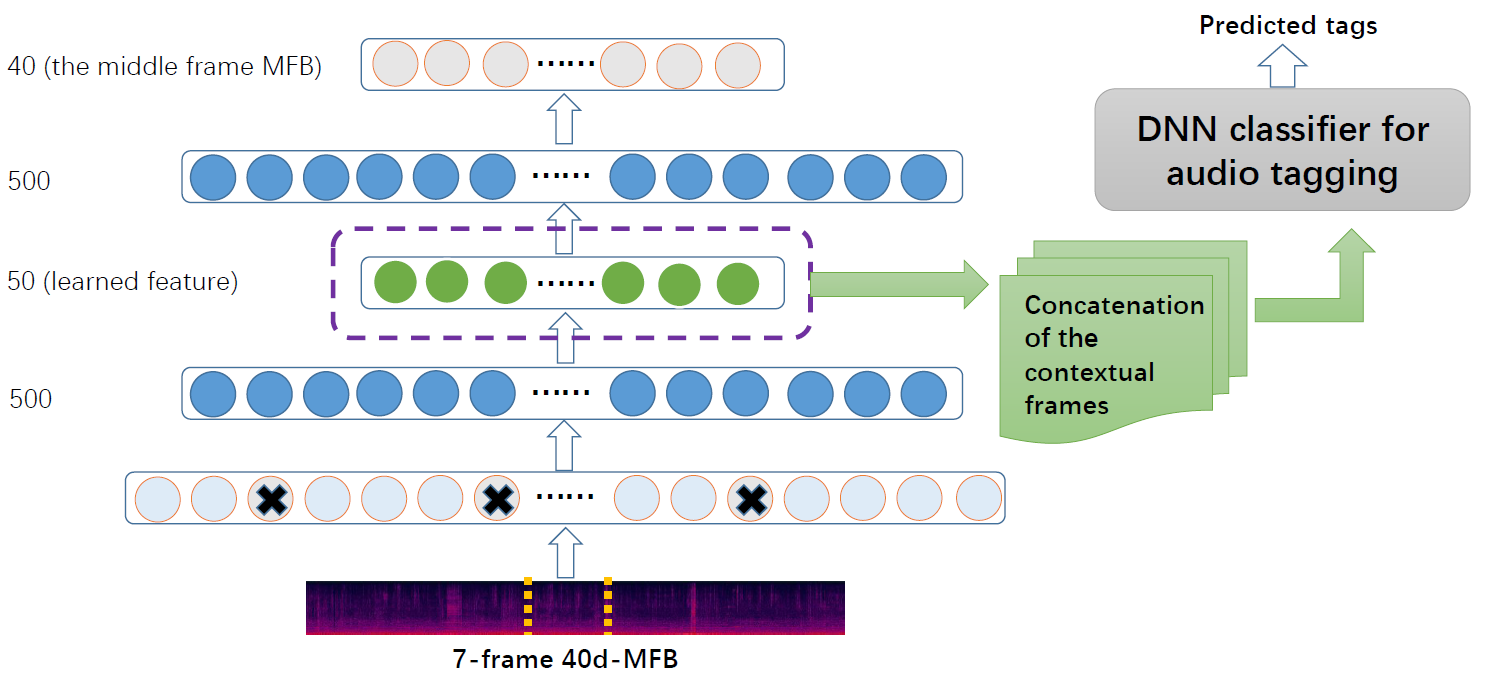 Predicted tags
40 (the middle frame MFB)
......
DNN classifier for
audio tagging
500
......
50 (learned feature)
......
Concatenation
of the
contextual
frames
500
......
......
7-frame 40d-MFB